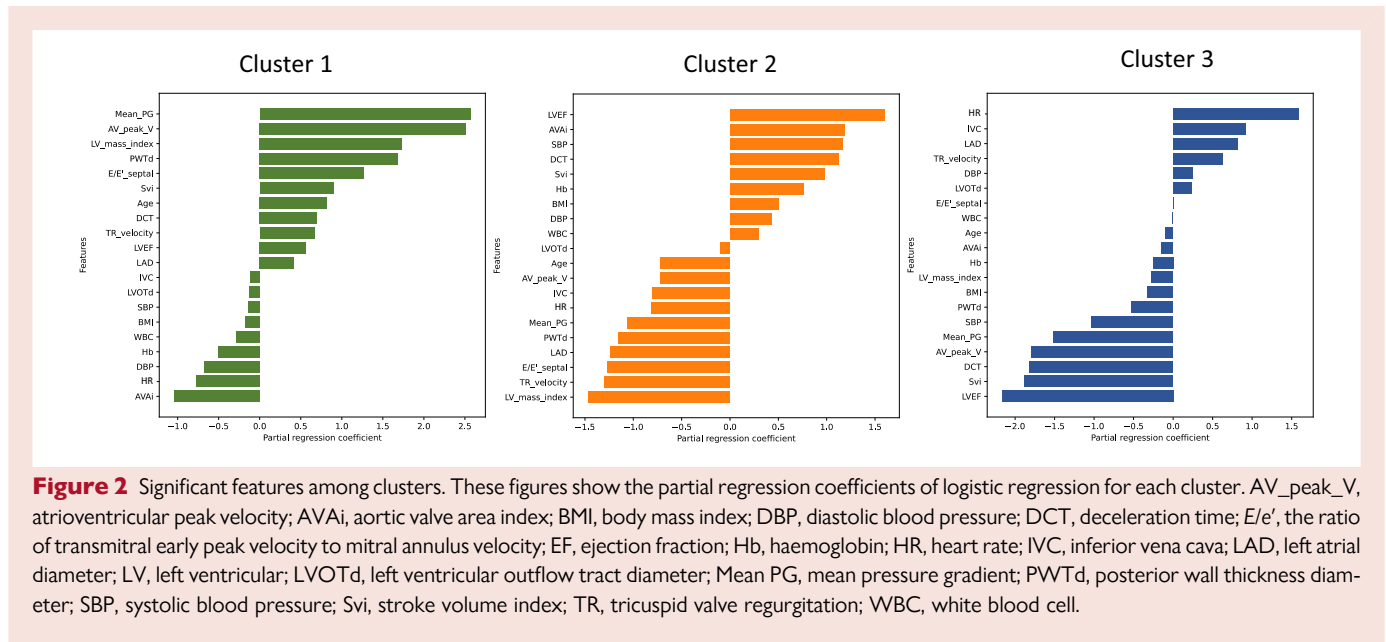 Cluster 1
Mean_PG
AV_peak_V
LV_mass_index
PWTd
E/E'_septal
Svi
Age
DCT
TR_velocity
LVEF
LAD
IVC
LVOTd
SBP
BMI
WBC
Hb
DBP
HR
AVAi
Features
−1.0 −0.5 0.0 0.5 1.0 1.5 2.0 2.5
Partial regression coefficient
Cluster 2
LVEF
AVAi
SBP
DCT
Svi
Hb
BMI
DBP
WBC
LVOTd
Age
AV_peak_V
IVC
HR
Mean_PG
PWTd
LAD
E/E'_septal
TR_velocity
LV_mass_index
Features
−1.5 −1.0 −0.5 0.0 0.5 1.0 1.5
Partial regression coefficient
Cluster 3
HR
IVC
LAD
TR_velocity
DBP
LVOTd
E/E'_septal
WBC
Age
AVAi
Hb
LV_mass_index
BMI
PWTd
SBP
Mean_PG
AV_peak_V
DCT
Svi
LVEF
Features
−2.0 −1.5 −1.0 −0.5 0.0 0.5 1.0 1.5
Partial regression coefficient
Figure 2 Significant features among clusters. These figures show the partial regression coefficients of logistic regression for each cluster. AV_peak_V,
atrioventricular peak velocity; AVAi, aortic valve area index; BMI, body mass index; DBP, diastolic blood pressure; DCT, deceleration time; E/e′, the ratio
of transmitral early peak velocity to mitral annulus velocity; EF, ejection fraction; Hb, haemoglobin; HR, heart rate; IVC, inferior vena cava; LAD, left atrial
diameter; LV, left ventricular; LVOTd, left ventricular outflow tract diameter; Mean PG, mean pressure gradient; PWTd, posterior wall thickness diam-
eter; SBP, systolic blood pressure; Svi, stroke volume index; TR, tricuspid valve regurgitation; WBC, white blood cell.